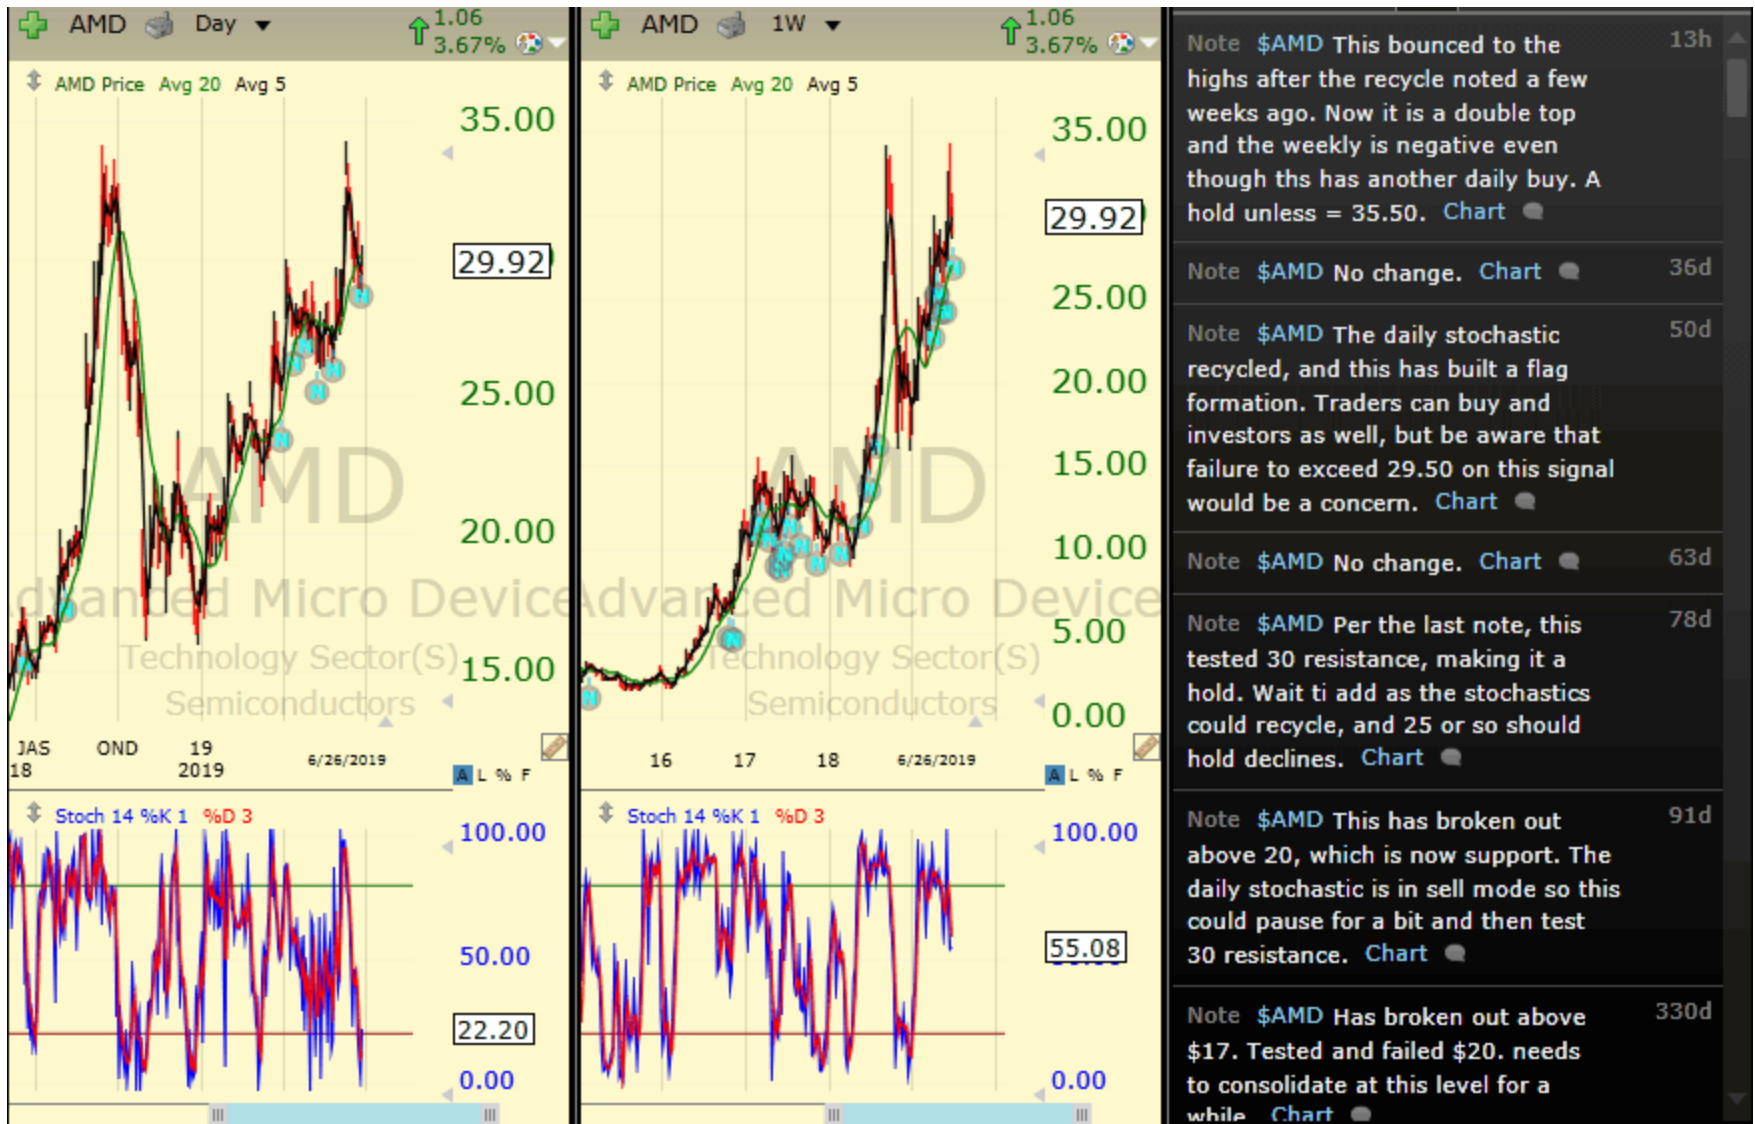 AMD Day 1.06
3.67%
AMD Price Avg 20 Avg 5
35.00
29.92
25.00
20.00
15.00
AMD
Advanced Micro Device
Technology Sector(S)
Semiconductors
N
N
N
N
N
N
N
JAS OND 19
18 2019 6/26/2019
A L % F
Stoch 14 %K 1 %D 3
100.00
50.00
22.20
0.00
AMD 1W 1.06
3.67%
AMD Price Avg 20 Avg 5
35.00
29.92
25.00
20.00
15.00
10.00
5.00
0.00
AMD
Advanced Micro Device
Technology Sector(S)
Semiconductors
N
N
N
N
N
N
N
16 17 18 6/26/2019
A L % F
Stoch 14 %K 1 %D 3
100.00
55.08
0.00
Note $AMD This bounced to the 13h
highs after the recycle noted a few
weeks ago. Now it is a double top
and the weekly is negative even
though ths has another daily buy. A
hold unless = 35.50. Chart
Note $AMD No change. Chart 36d
Note $AMD The daily stochastic 50d
recycled, and this has built a flag
formation. Traders can buy and
investors as well, but be aware that
failure to exceed 29.50 on this signal
would be a concern. Chart
Note $AMD No change. Chart 63d
Note $AMD Per the last note, this 78d
tested 30 resistance, making it a
hold. Wait ti add as the stochastics
could recycle, and 25 or so should
hold declines. Chart
Note $AMD This has broken out 91d
above 20, which is now support. The
daily stochastic is in sell mode so this
could pause for a bit and then test
30 resistance. Chart
Note $AMD Has broken out above 330d
$17. Tested and failed $20. needs
to consolidate at this level for a
while. Chart